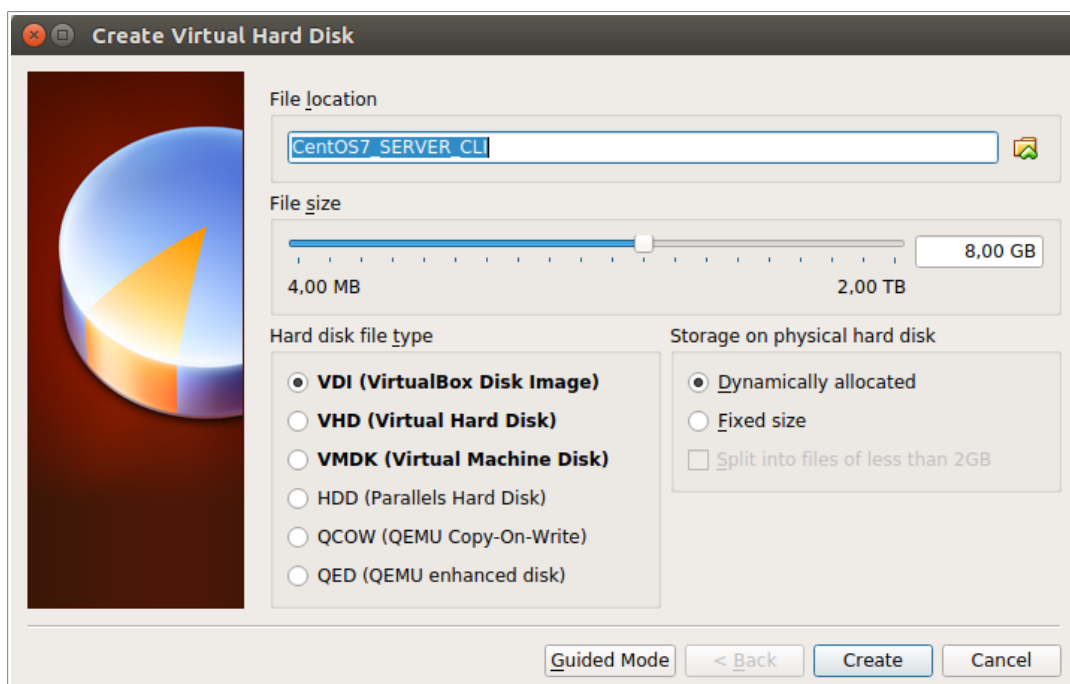 Create Virtual Hard Disk
File location
CentOS7_SERVER_CLI
File size
8,00 GB
4,00 MB 2,00 TB
Hard disk file type
VDI (VirtualBox Disk Image)
VHD (Virtual Hard Disk)
VMDK (Virtual Machine Disk)
HDD (Parallels Hard Disk)
QCOW (QEMU Copy-On-Write)
QED (QEMU enhanced disk)
Storage on physical hard disk
Dynamically allocated
Fixed size
Split into files of less than 2GB
Guided Mode < Back Create Cancel